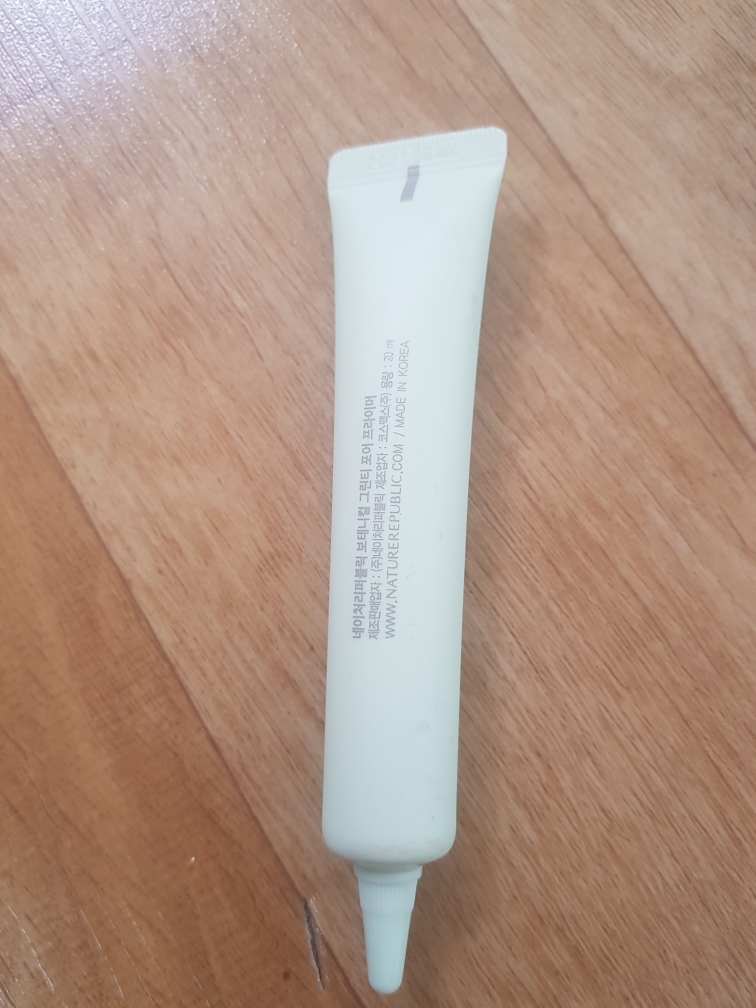 네이처리퍼블릭 보태니컬 그린티 포어 프라이머
제조판매업자 : (주)네이처리퍼블릭 제조업자 : 코스맥스(주) 용량 : 20 ml
WWW.NATUREREPUBLIC.COM / MADE IN KOREA